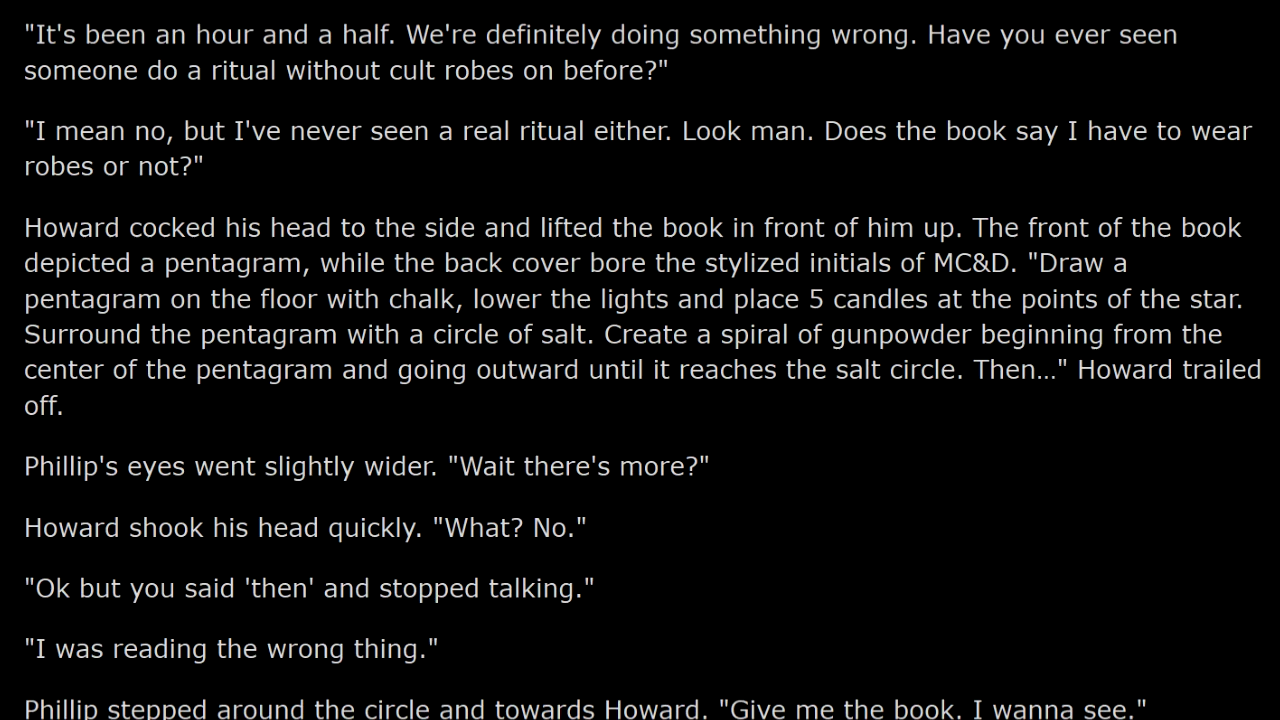 "It's been an hour and a half. We're definitely doing something wrong. Have you ever seen
someone do a ritual without cult robes on before?"
"I mean no, but I've never seen a real ritual either. Look man. Does the book say I have to wear
robes or not?"
Howard cocked his head to the side and lifted the book in front of him up. The front of the book
depicted a pentagram, while the back cover bore the stylized initials of MC&D. "Draw a
pentagram on the floor with chalk, lower the lights and place 5 candles at the points of the star.
Surround the pentagram with a circle of salt. Create a spiral of gunpowder beginning from the
center of the pentagram and going outward until it reaches the salt circle. Then…" Howard trailed
off.
Phillip's eyes went slightly wider. "Wait there's more?"
Howard shook his head quickly. "What? No."
"Ok but you said 'then' and stopped talking."
"I was reading the wrong thing."
Phillip stepped around the circle and towards Howard. "Give me the book. I wanna see."